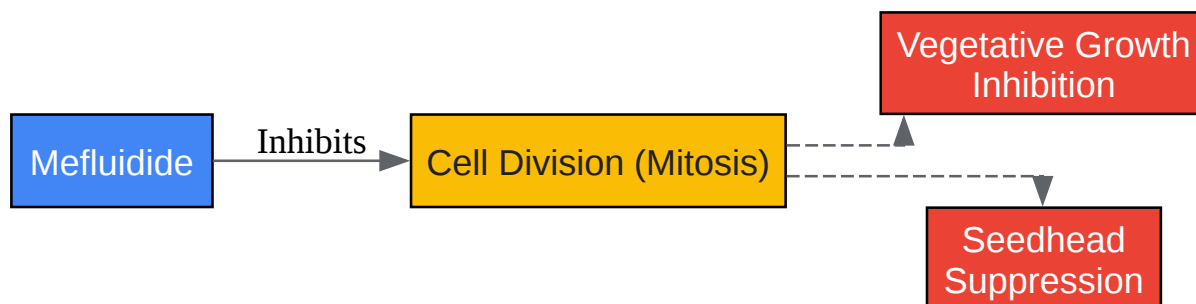 Mefluidide
Inhibits
Cell Division (Mitosis)
Vegetative Growth
Inhibition
Seedhead
Suppression